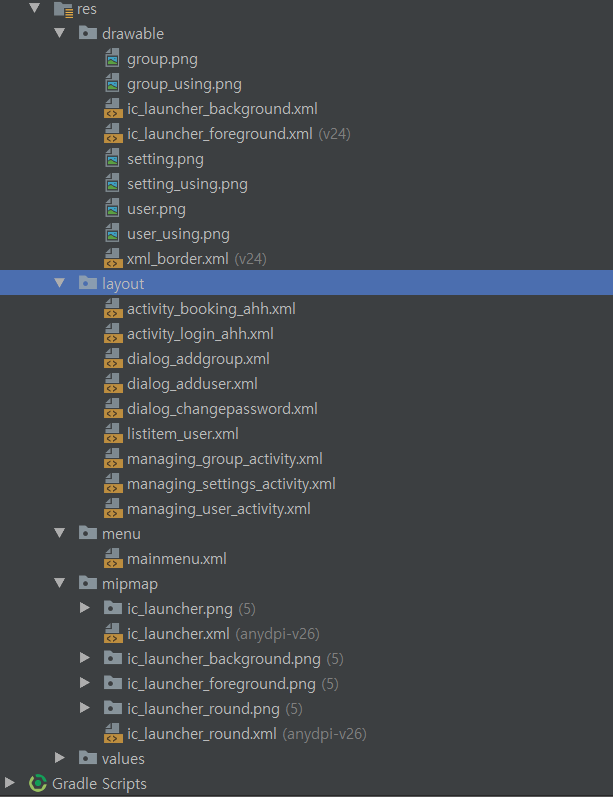 res
drawable
group.png
group_using.png
ic_launcher_background.xml
ic_launcher_foreground.xml (v24)
setting.png
setting_using.png
user.png
user_using.png
xml_border.xml (v24)
layout
activity_booking_ahh.xml
activity_login_ahh.xml
dialog_addgroup.xml
dialog_adduser.xml
dialog_changepassword.xml
listitem_user.xml
managing_group_activity.xml
managing_settings_activity.xml
managing_user_activity.xml
menu
mainmenu.xml
mipmap
ic_launcher.png (5)
ic_launcher.xml (anydpi-v26)
ic_launcher_background.png (5)
ic_launcher_foreground.png (5)
ic_launcher_round.png (5)
ic_launcher_round.xml (anydpi-v26)
values
Gradle Scripts